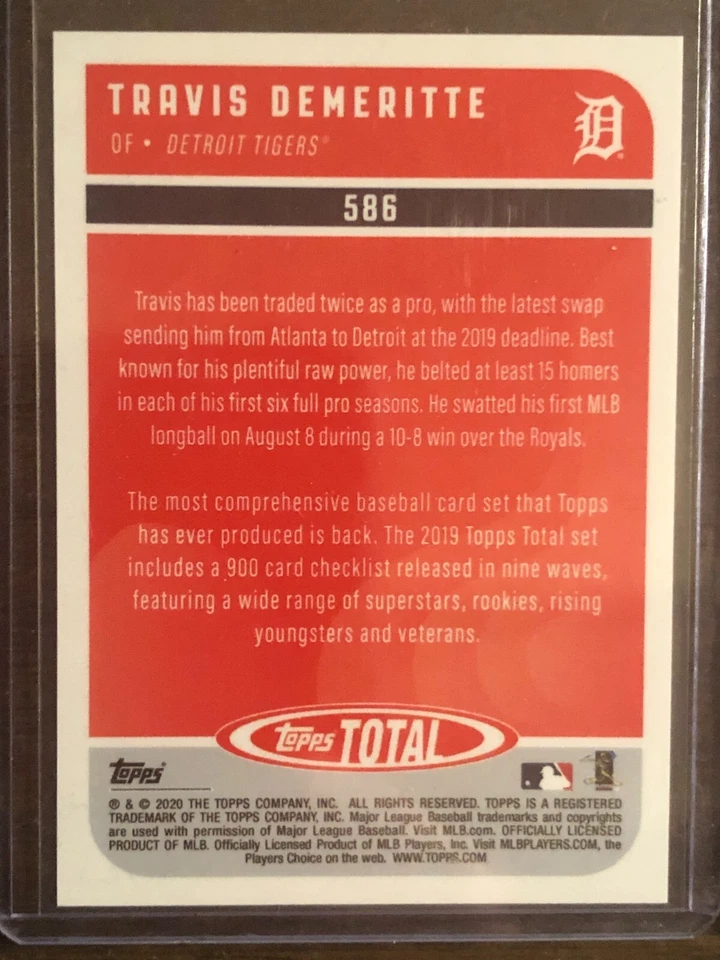 TRAVIS DEMERITTE
OF • DETROIT TIGERS®
D
586
Travis has been traded twice as a pro, with the latest swap
sending him from Atlanta to Detroit at the 2019 deadline. Best
known for his plentiful raw power, he belted at least 15 homers
in each of his first six full pro seasons. He swatted his first MLB
longball on August 8 during a 10-8 win over the Royals.
The most comprehensive baseball card set that Topps
has ever produced is back. The 2019 Topps Total set
includes a 900 card checklist released in nine waves,
featuring a wide range of superstars, rookies, rising
youngsters and veterans.
topps TOTAL
topps®
® & © 2020 THE TOPPS COMPANY, INC. ALL RIGHTS RESERVED. TOPPS IS A REGISTERED
TRADEMARK OF THE TOPPS COMPANY, INC. Major League Baseball trademarks and copyrights
are used with permission of Major League Baseball. Visit MLB.com. OFFICIALLY LICENSED
PRODUCT OF MLB. Officially Licensed Product of MLB Players, Inc. Visit MLBPLAYERS.COM, the
Players Choice on the web. WWW.TOPPS.COM